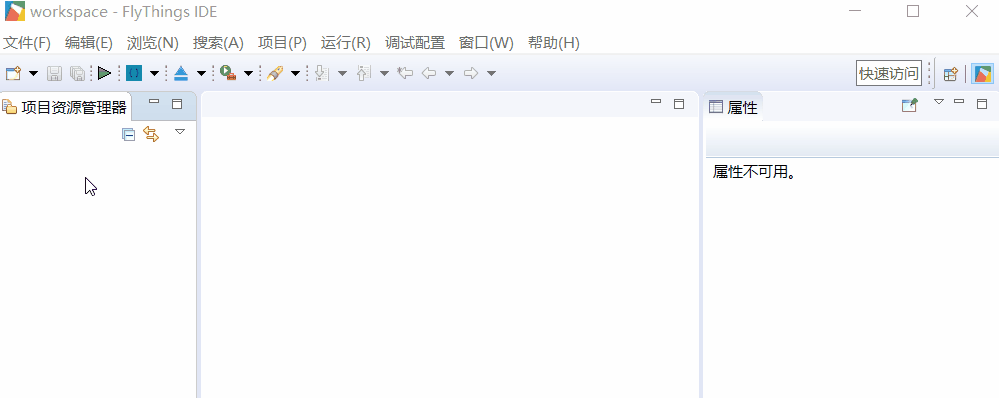 workspace - FlyThings IDE
文件(F) 编辑(E) 浏览(N) 搜索(A) 项目(P) 运行(R) 调试配置 窗口(W) 帮助(H)
快速访问
项目资源管理器
属性
属性不可用。